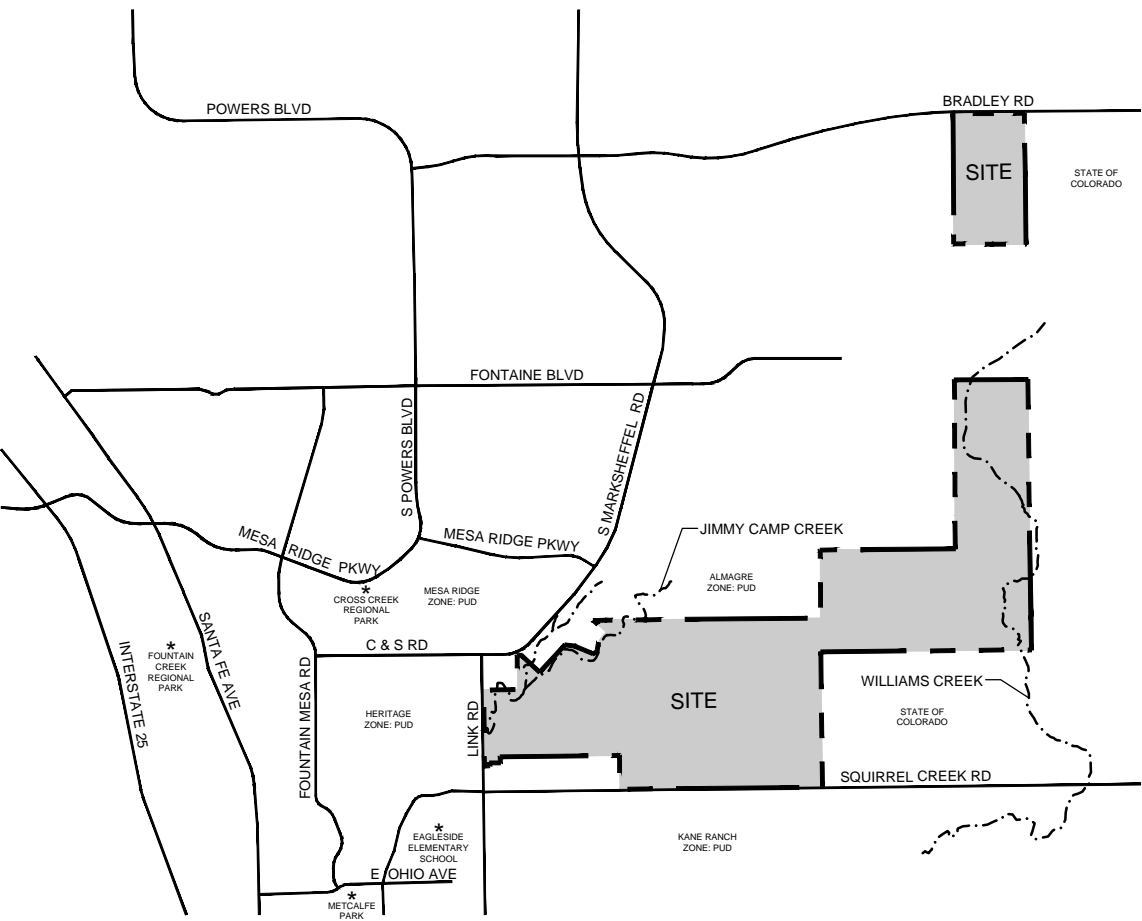 BRADLEY RD
POWERS BLVD
SITE
STATE OF
COLORADO
FONTAINE BLVD
S POWERS BLVD
S MARKSHEFFEL RD
MESA RIDGE PKWY
MESA RIDGE PKWY
JIMMY CAMP CREEK
ALMAGRE
ZONE: PUD
MESA RIDGE
ZONE: PUD
*
CROSS CREEK
REGIONAL
PARK
SANTA FE AVE
INTERSTATE 25
*
FOUNTAIN
CREEK
REGIONAL
PARK
C & S RD
FOUNTAIN MESA RD
HERITAGE
ZONE: PUD
LINK RD
SITE
WILLIAMS CREEK
STATE OF
COLORADO
SQUIRREL CREEK RD
*
EAGLESIDE
ELEMENTARY
SCHOOL
KANE RANCH
ZONE: PUD
E OHIO AVE
*
METCALFE
PARK